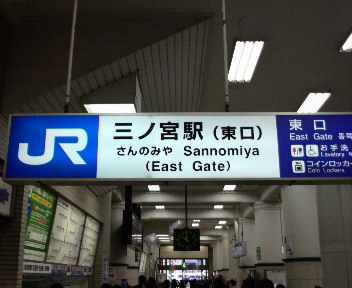 JR
三ノ宮駅(東口)
さんのみや Sannomiya
(East Gate)
東口
East Gate
お手洗
Lavatory
コインロッカー
Coin Lockers